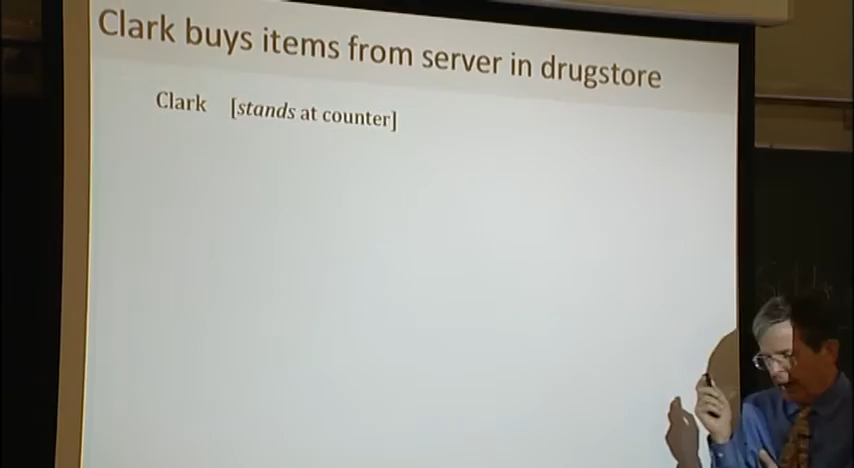 Clark buys items from server in drugstore
Clark [stands at counter]